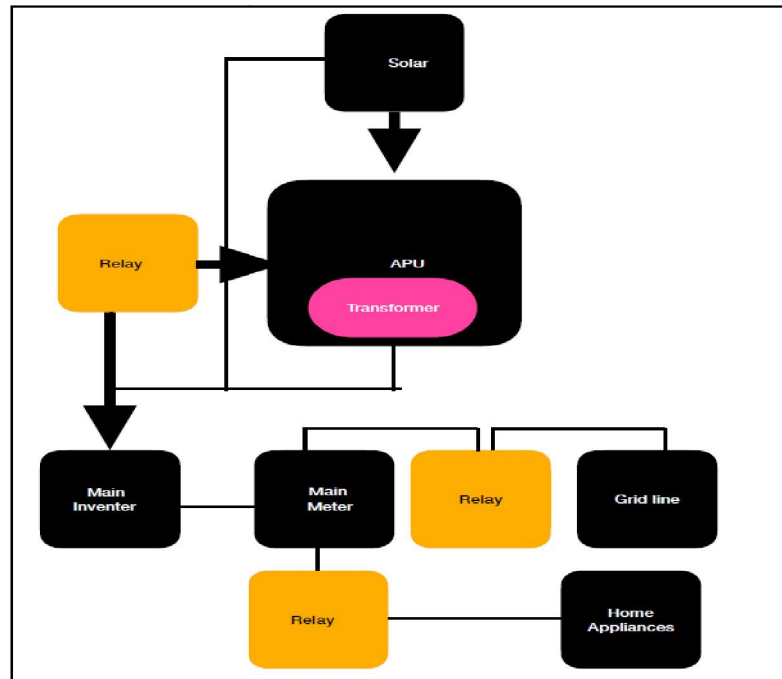 Solar
Relay
APU
Transformer
Main
Inventer
Main
Meter
Relay
Grid line
Relay
Home
Appliances